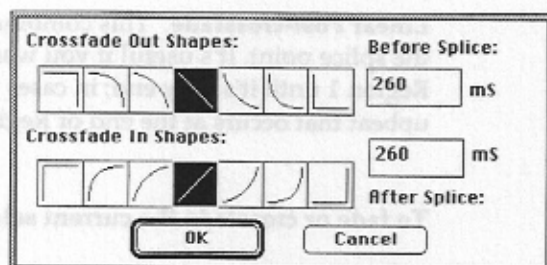 Crossfade Out Shapes:
Before Splice:
260 mS
Crossfade In Shapes:
260 mS
After Splice:
OK
Cancel